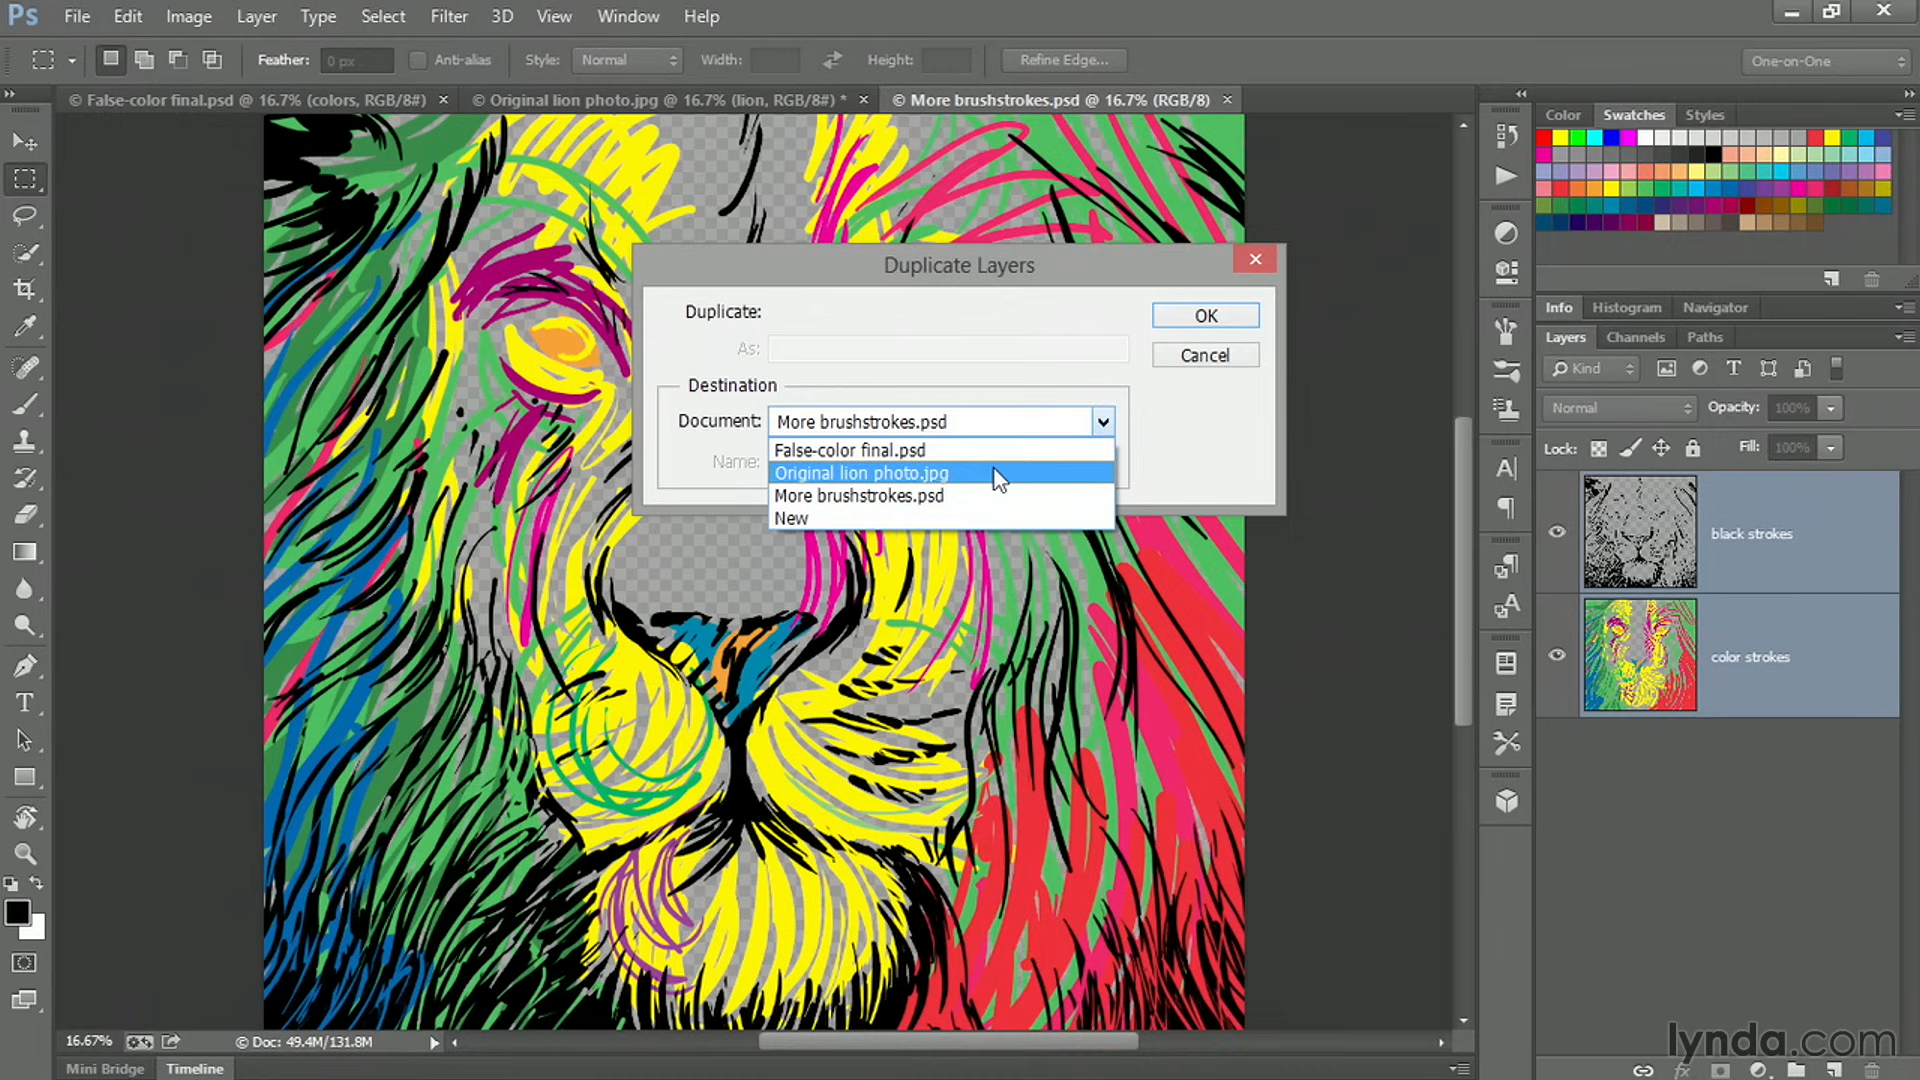 Ps File Edit Image Layer Type Select Filter 3D View Window Help
Feather: 0 px Anti-alias Style: Normal Width: Height: Refine Edge... One-on-One
© False-color final.psd @ 16.7% (colors, RGB/8#) × © Original lion photo.jpg @ 16.7% (lion, RGB/8#) * × © More brushstrokes.psd @ 16.7% (RGB/8) ×
Color Swatches Styles
Duplicate Layers
Duplicate:
OK
As:
Cancel
Destination
Document: More brushstrokes.psd
False-color final.psd
Name:
Original lion photo.jpg
More brushstrokes.psd
New
Info Histogram Navigator
Layers Channels Paths
Kind
Normal Opacity: 100%
Lock: Fill: 100%
black strokes
color strokes
16.67% © Doc: 49.4M/131.8M
Mini Bridge Timeline
lynda.com